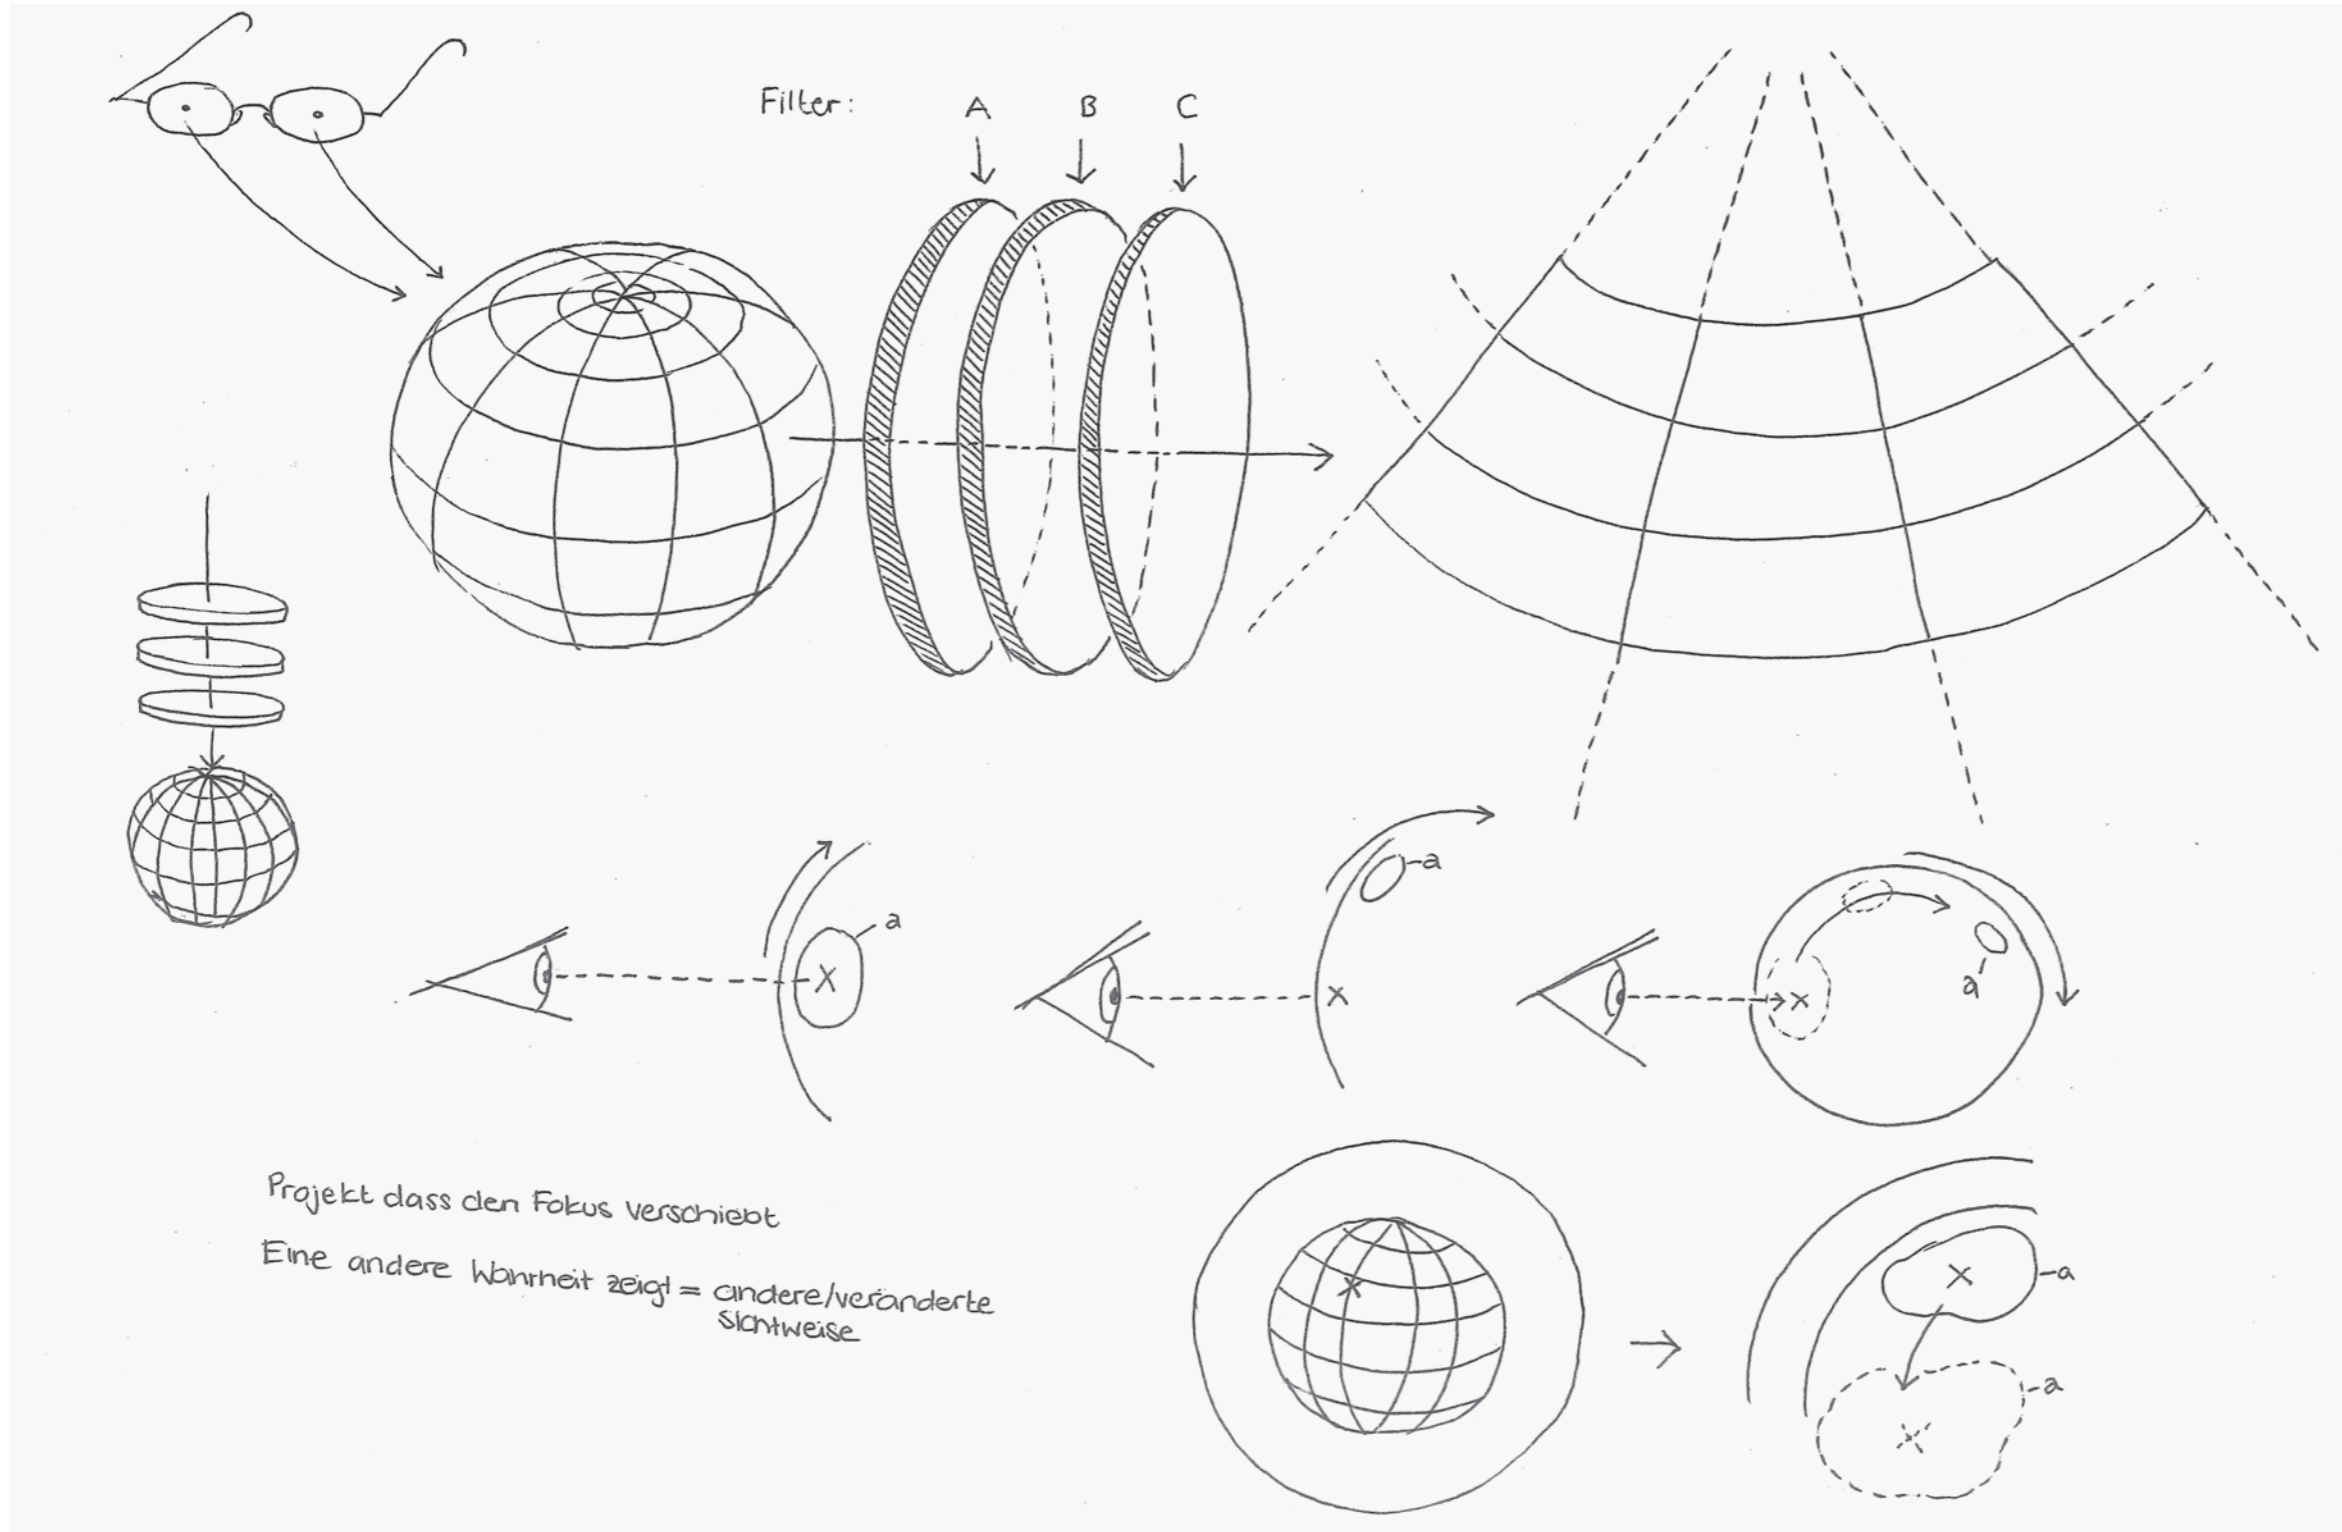 Filter: A B C
a
a
a
Projekt dass den Fokus verschiebt
Eine andere Wahrheit zeigt = andere/veränderte
Sichtweise
a
a